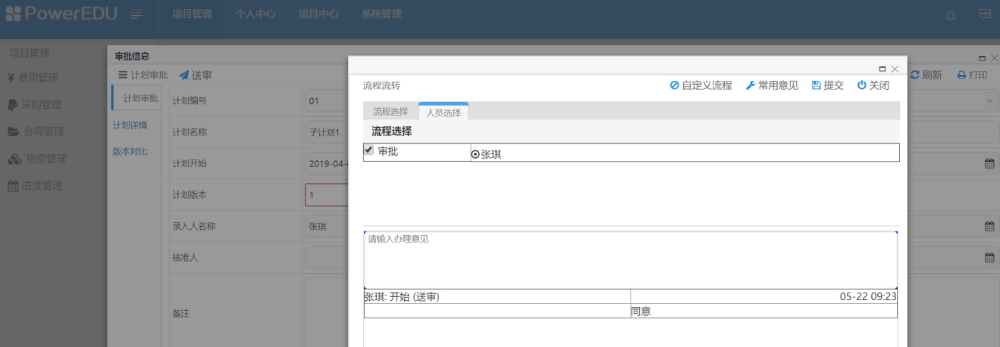 PowerEDU 项目管理 个人中心 项目中心 系统管理
项目管理
费用管理
采购管理
合同管理
物资管理
进度管理
审批信息
计划审批 送审 刷新 打印
计划审批
计划详情
版本对比
计划编号 01
计划名称 子计划1
计划开始 2019-04-
计划版本 1
录入人名称 张琪
核准人
备注
流程流转 自定义流程 常用意见 提交 关闭
流程选择 人员选择
流程选择
审批 张琪
请输入办理意见
张琪: 开始 (送审) 05-22 09:23
同意